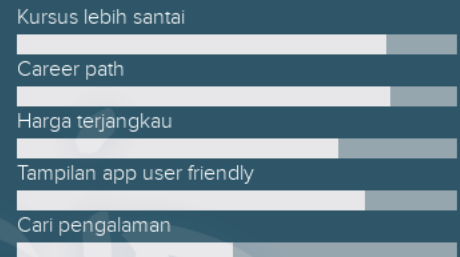 Kursus lebih santai
Career path
Harga terjangkau
Tampilan app user friendly
Cari pengalaman